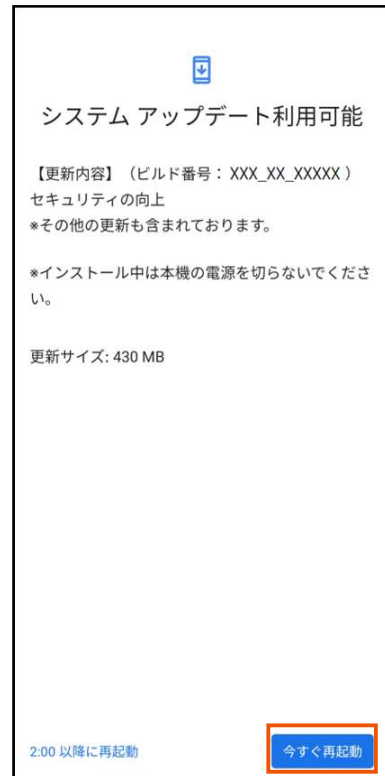 システム アップデート利用可能
【更新内容】（ビルド番号： XXX_XX_XXXXX ）
セキュリティの向上
*その他の更新も含まれております。
*インストール中は本機の電源を切らないでくださ
い。
更新サイズ: 430 MB
2:00 以降に再起動
今すぐ再起動